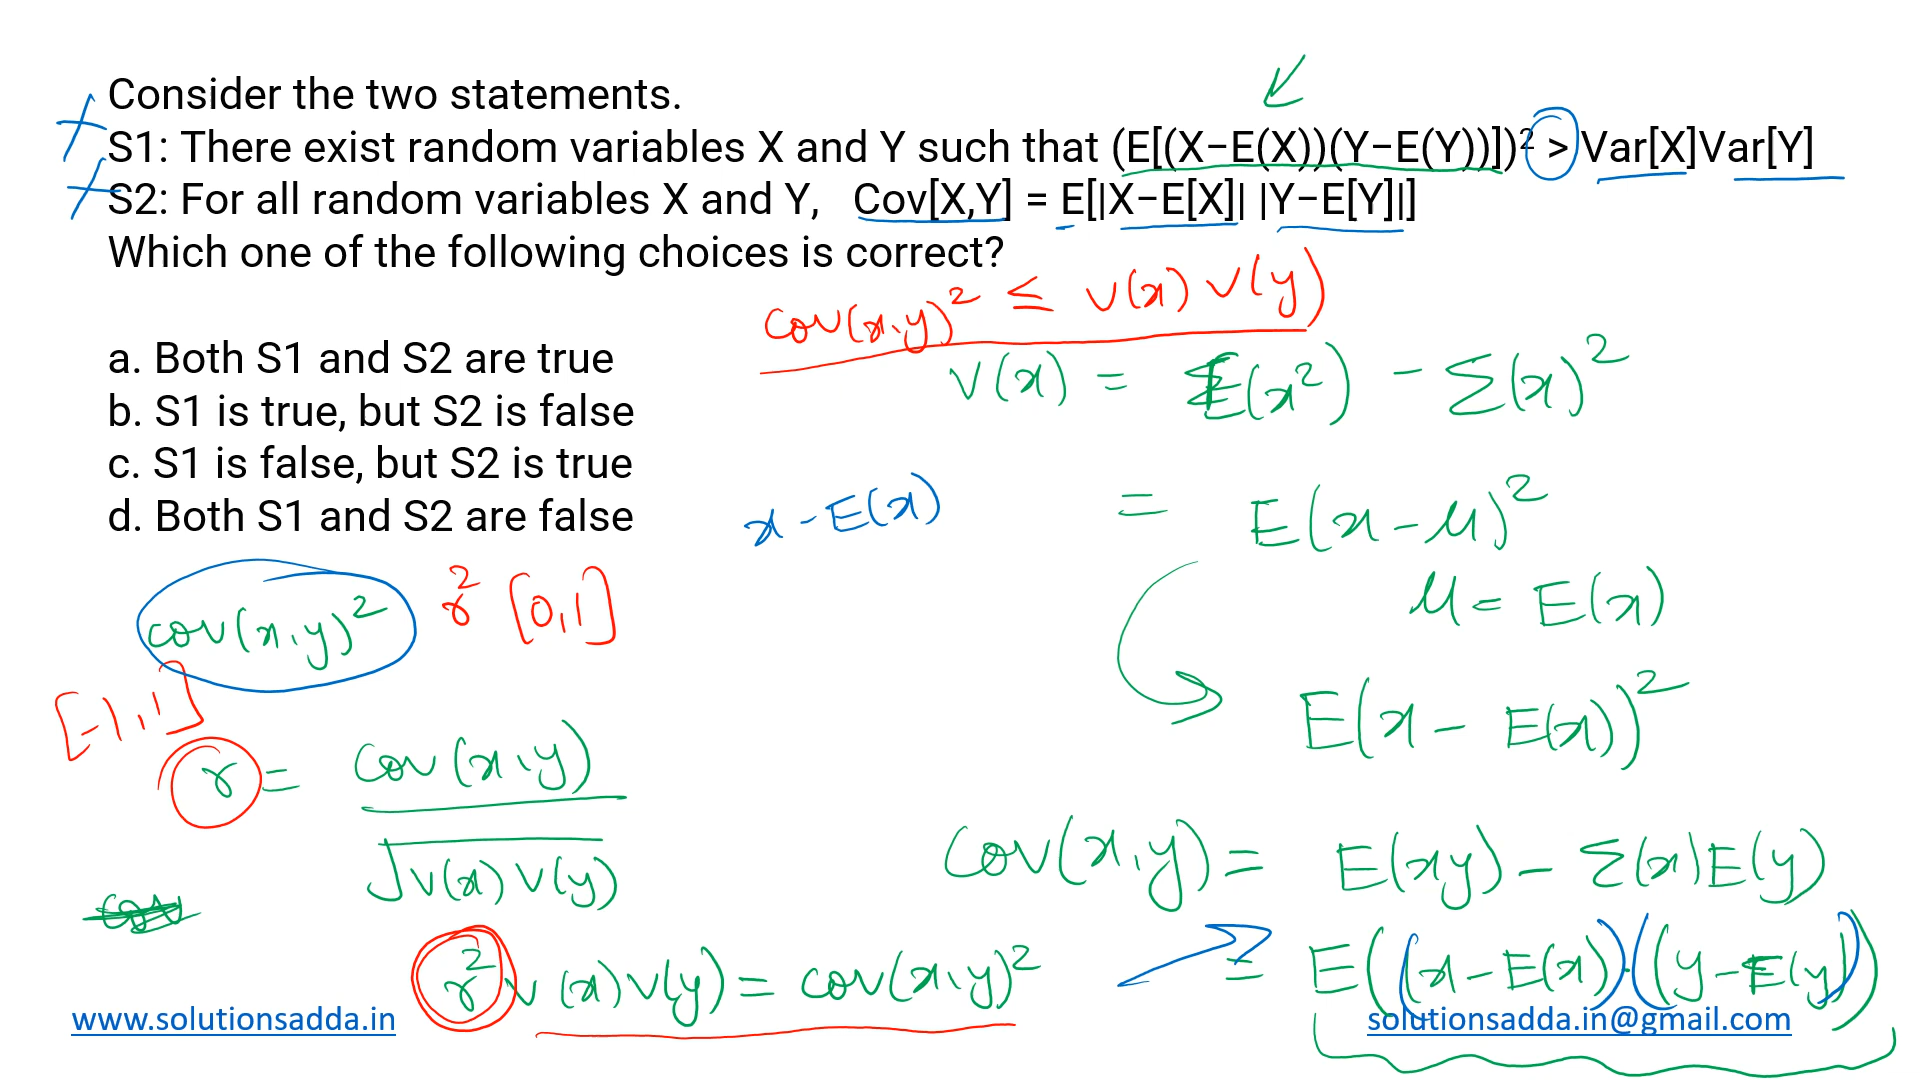 Consider the two statements.
S1: There exist random variables X and Y such that (E[(X−E(X))(Y−E(Y))])² > Var[X]Var[Y]
S2: For all random variables X and Y, Cov[X,Y] = E[|X−E[X]| |Y−E[Y]|]
Which one of the following choices is correct?
cov(x,y)² ≤ v(x) v(y)
a. Both S1 and S2 are true
b. S1 is true, but S2 is false
c. S1 is false, but S2 is true
d. Both S1 and S2 are false
v(x) = E(x²) − Σ(x)²
x − E(x)
= E(x − μ)²
μ = E(x)
E(x − E(x))²
cov(x,y)² r² [0,1]
[-1,1]
r = cov(x,y)
√v(x) v(y)
cov
r² v(x) v(y) = cov(x,y)²
cov(x,y) = E(xy) − Σ(x)E(y)
= E((x − E(x))·(y − E(y)))
www.solutionsadda.in
solutionsadda.in@gmail.com